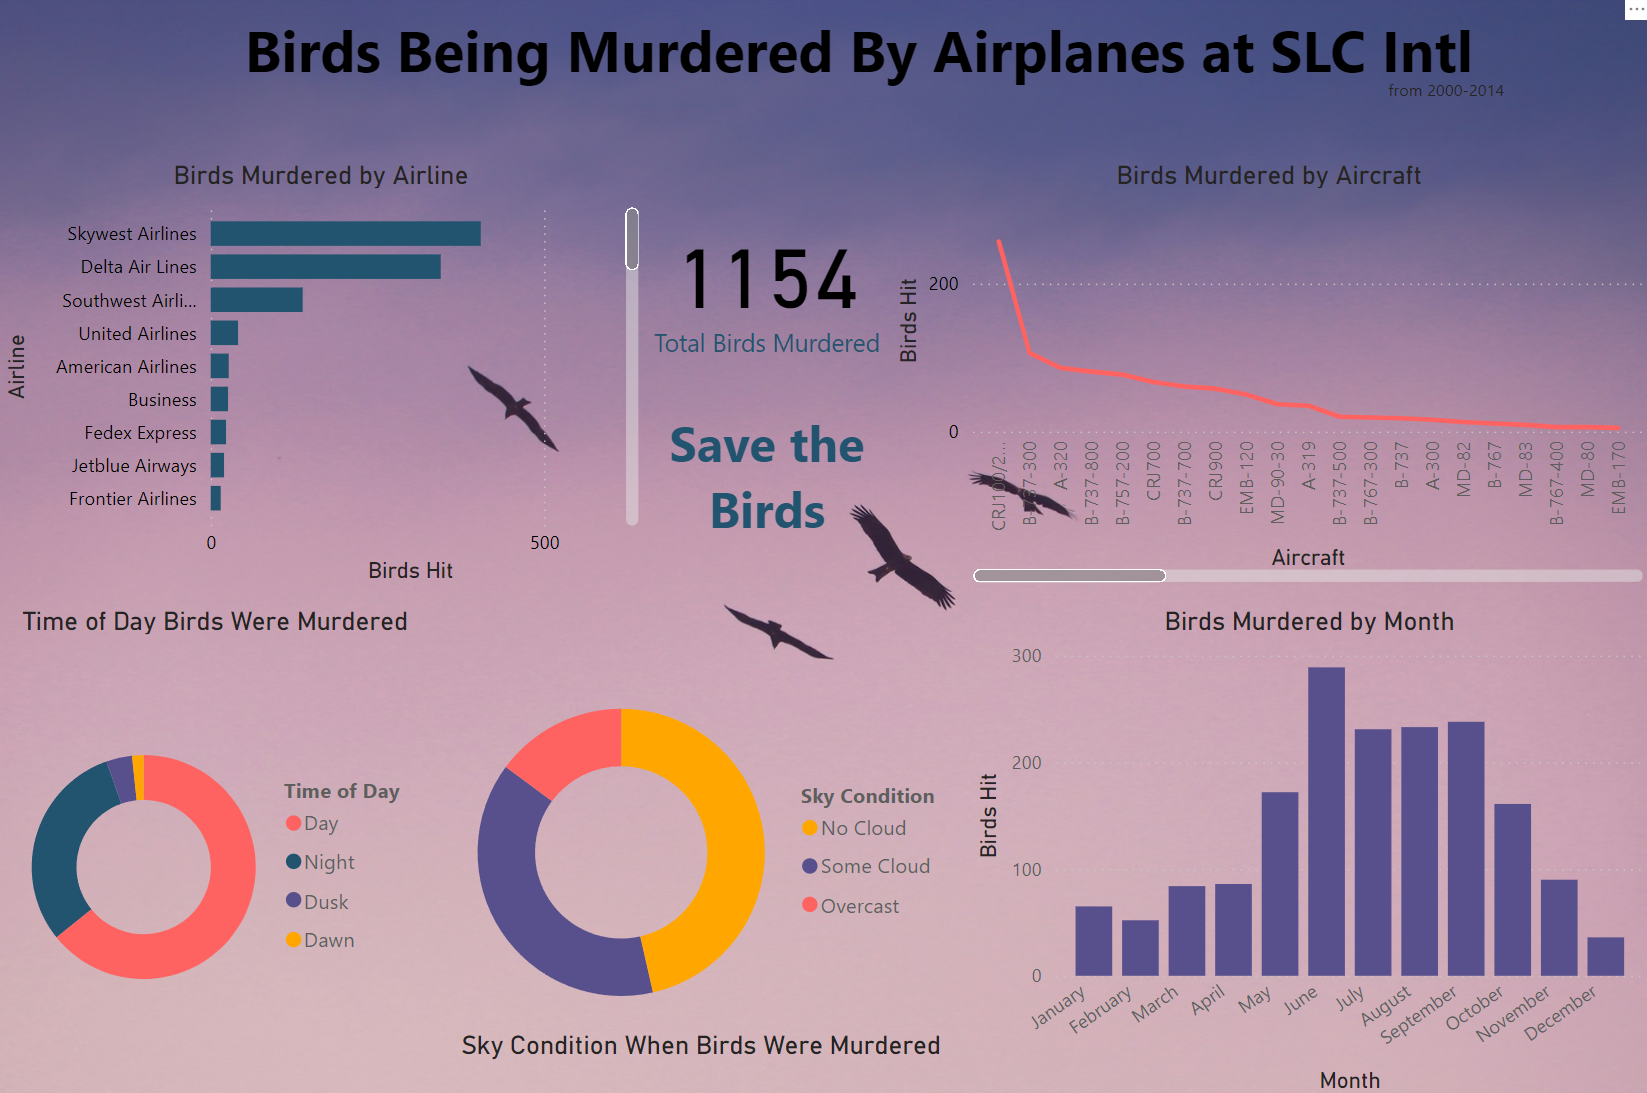 Birds Being Murdered By Airplanes at SLC Intl
from 2000-2014
Birds Murdered by Airline
Airline
Skywest Airlines
Delta Air Lines
Southwest Airli...
United Airlines
American Airlines
Business
Fedex Express
Jetblue Airways
Frontier Airlines
0
500
Birds Hit
1154
Total Birds Murdered
Save the
Birds
Birds Murdered by Aircraft
Birds Hit
200
0
CRJ100/2...
B-737-300
A-320
B-737-800
B-757-200
CRJ700
B-737-700
CRJ900
EMB-120
MD-90-30
A-319
B-737-500
B-767-300
B-737
A-300
MD-82
B-767
MD-83
B-767-400
MD-80
EMB-170
Aircraft
Time of Day Birds Were Murdered
Time of Day
Day
Night
Dusk
Dawn
Sky Condition
No Cloud
Some Cloud
Overcast
Sky Condition When Birds Were Murdered
Birds Murdered by Month
Birds Hit
300
200
100
0
January
February
March
April
May
June
July
August
September
October
November
December
Month